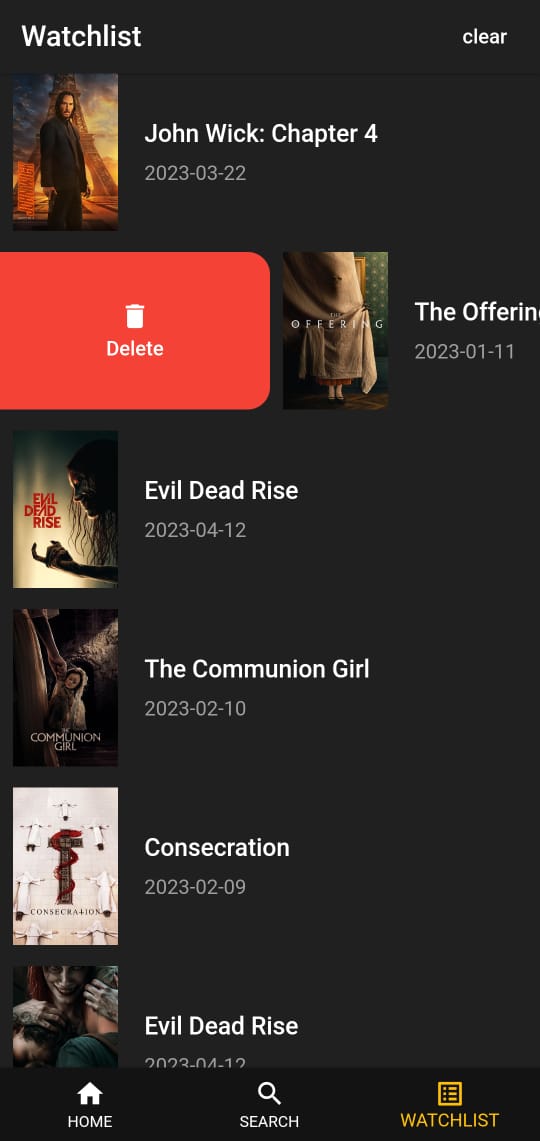 Watchlist
clear
John Wick: Chapter 4
2023-03-22
Delete
THE
OFFERING
The Offerin
2023-01-11
EVIL
DEAD
RISE
Evil Dead Rise
2023-04-12
COMMUNION
GIRL
The Communion Girl
2023-02-10
CONSECRATION
Consecration
2023-02-09
Evil Dead Rise
2023-04-12
HOME
SEARCH
WATCHLIST